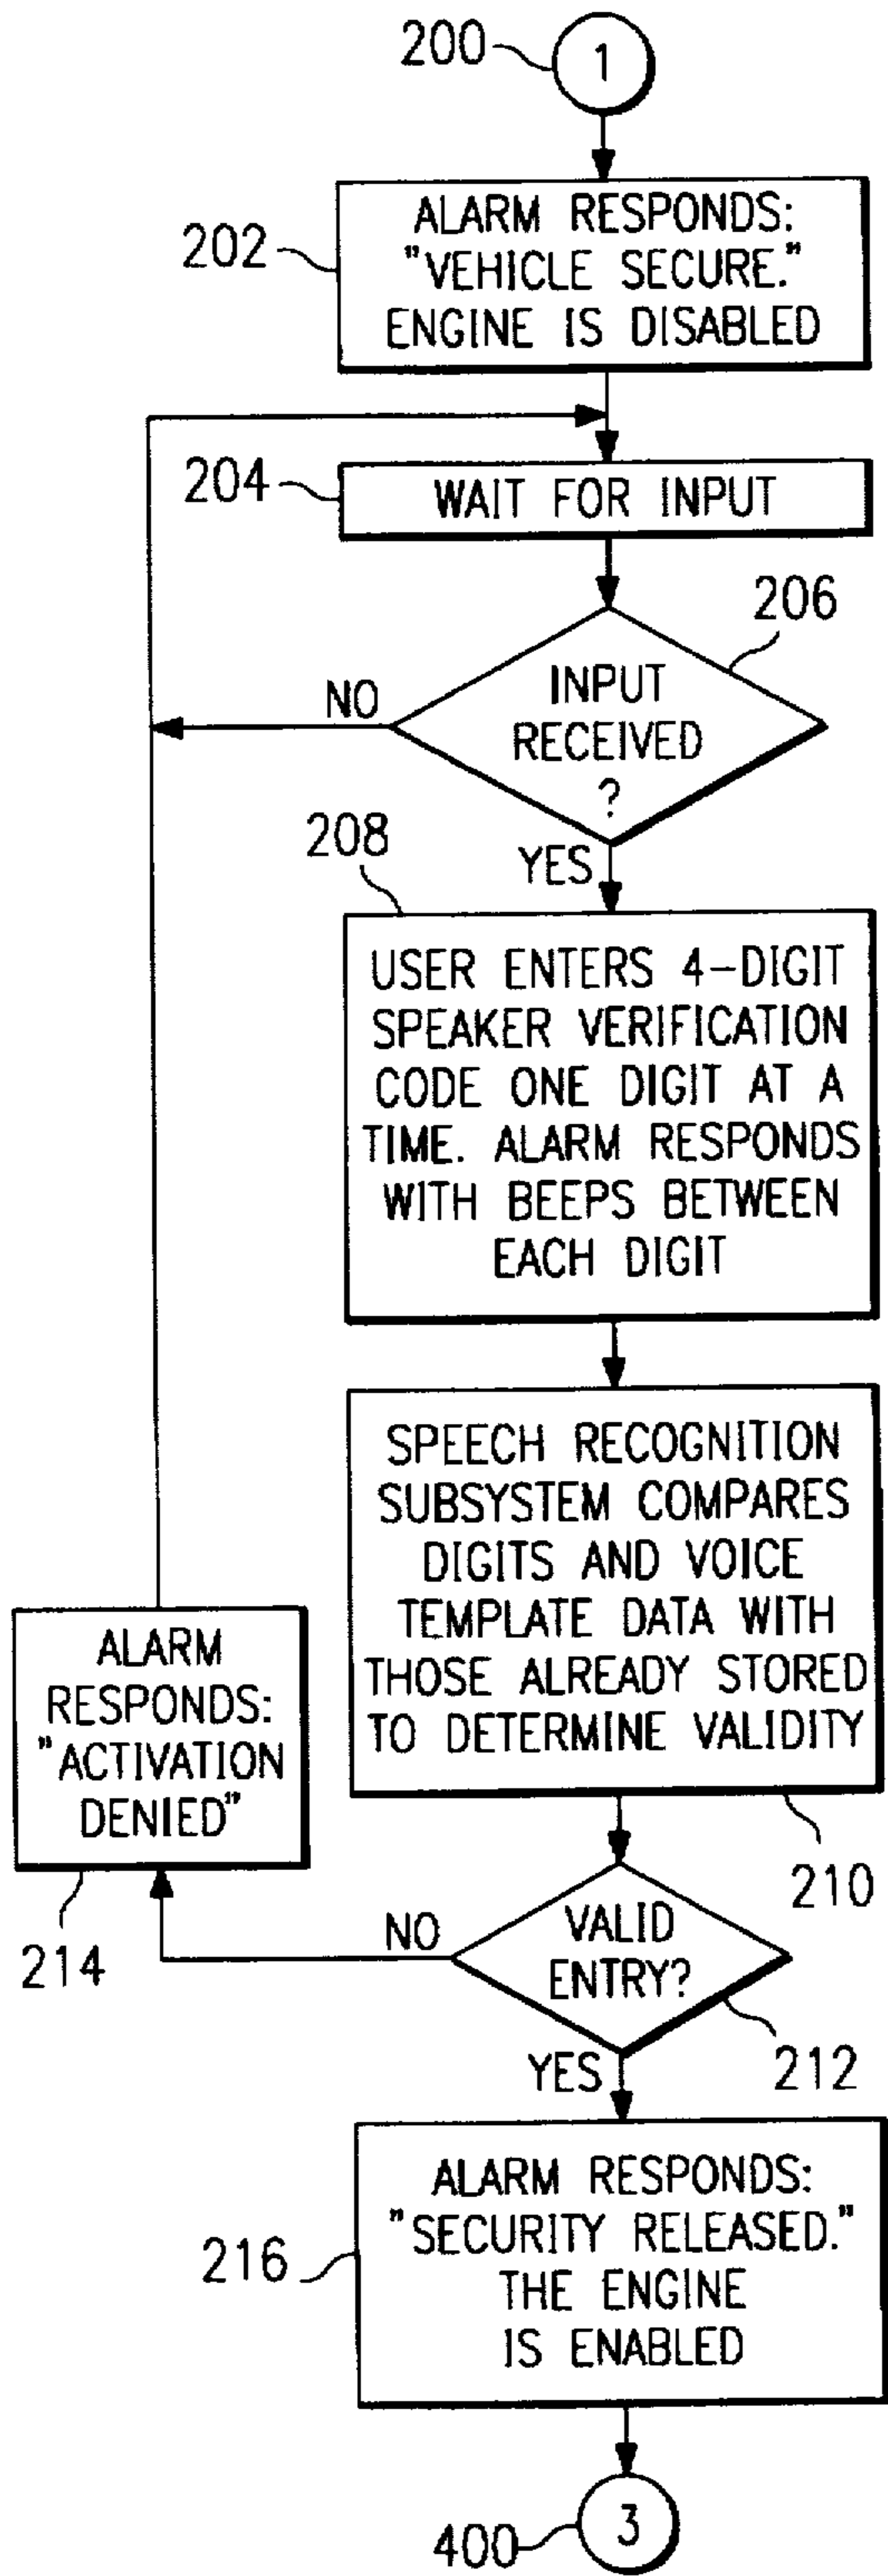 200
1
202
ALARM RESPONDS:
"VEHICLE SECURE."
ENGINE IS DISABLED
204
WAIT FOR INPUT
206
INPUT
RECEIVED
?
NO
YES
208
USER ENTERS 4-DIGIT
SPEAKER VERIFICATION
CODE ONE DIGIT AT A
TIME. ALARM RESPONDS
WITH BEEPS BETWEEN
EACH DIGIT
SPEECH RECOGNITION
SUBSYSTEM COMPARES
DIGITS AND VOICE
TEMPLATE DATA WITH
THOSE ALREADY STORED
TO DETERMINE VALIDITY
210
VALID
ENTRY?
212
NO
ALARM
RESPONDS:
"ACTIVATION
DENIED"
214
YES
216
ALARM RESPONDS:
"SECURITY RELEASED."
THE ENGINE
IS ENABLED
400
3